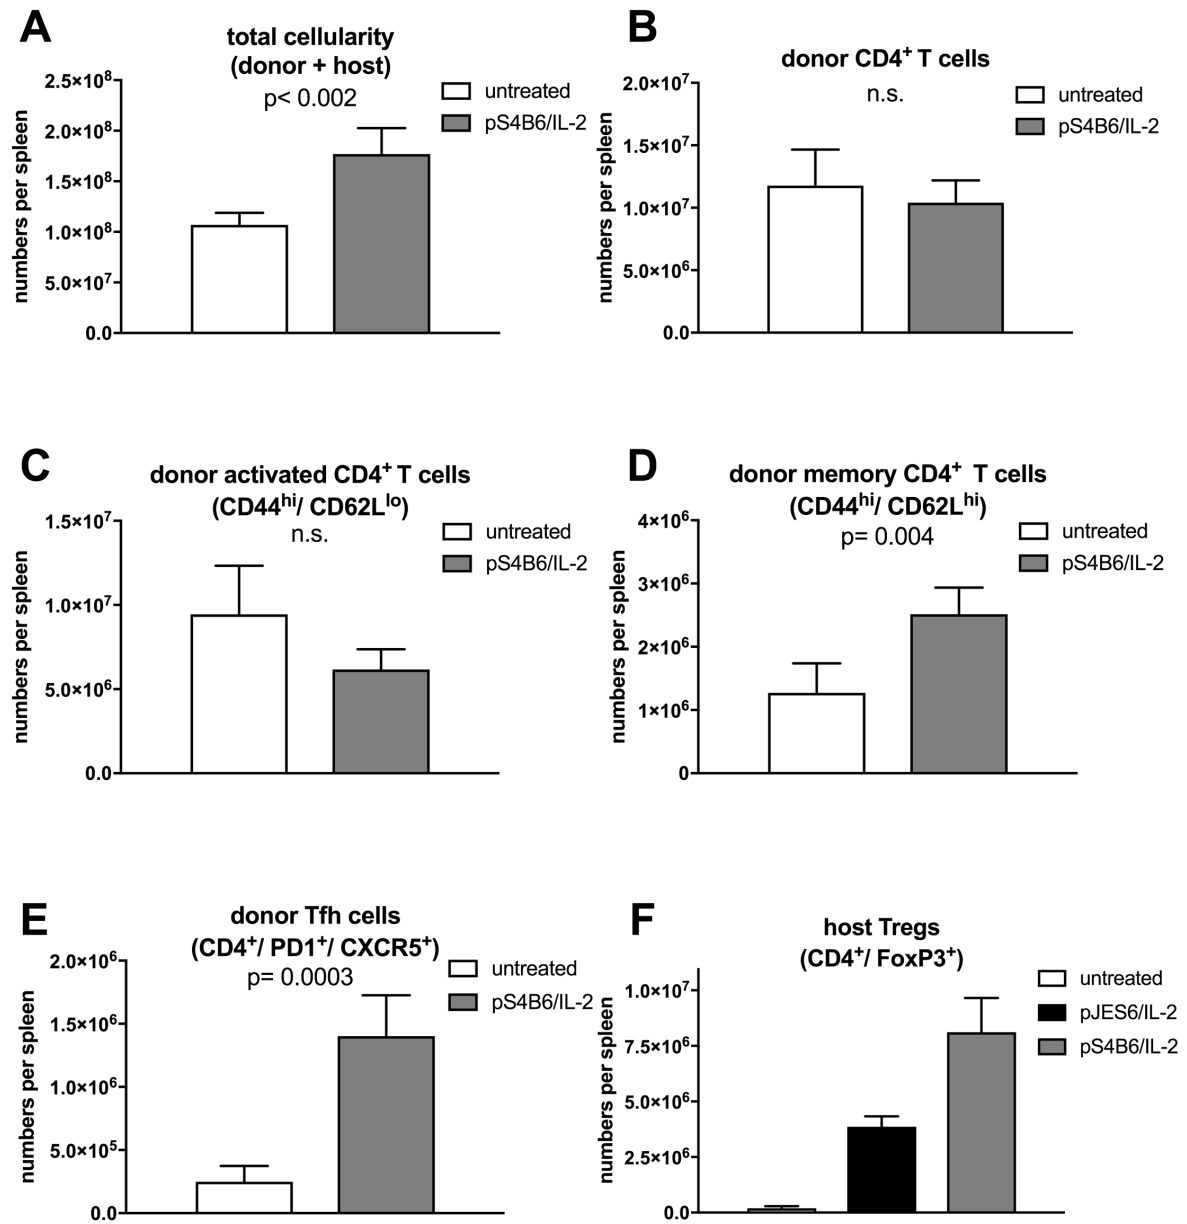 A
total cellularity
(donor + host)
p< 0.002
2.5×10⁸
2.0×10⁸
1.5×10⁸
1.0×10⁸
5.0×10⁷
0.0
numbers per spleen
untreated
pS4B6/IL-2
B
donor CD4⁺ T cells
n.s.
2.0×10⁷
1.5×10⁷
1.0×10⁷
5.0×10⁶
0.0
numbers per spleen
untreated
pS4B6/IL-2
C
donor activated CD4⁺ T cells
(CD44ʰⁱ/ CD62Lˡᵒ)
n.s.
1.5×10⁷
1.0×10⁷
5.0×10⁶
0.0
numbers per spleen
untreated
pS4B6/IL-2
D
donor memory CD4⁺ T cells
(CD44ʰⁱ/ CD62Lʰⁱ)
p= 0.004
4×10⁶
3×10⁶
2×10⁶
1×10⁶
0
numbers per spleen
untreated
pS4B6/IL-2
E
donor Tfh cells
(CD4⁺/ PD1⁺/ CXCR5⁺)
p= 0.0003
2.0×10⁶
1.5×10⁶
1.0×10⁶
5.0×10⁵
0.0
numbers per spleen
untreated
pS4B6/IL-2
F
host Tregs
(CD4⁺/ FoxP3⁺)
1.0×10⁷
7.5×10⁶
5.0×10⁶
2.5×10⁶
0.0
numbers per spleen
untreated
pJES6/IL-2
pS4B6/IL-2